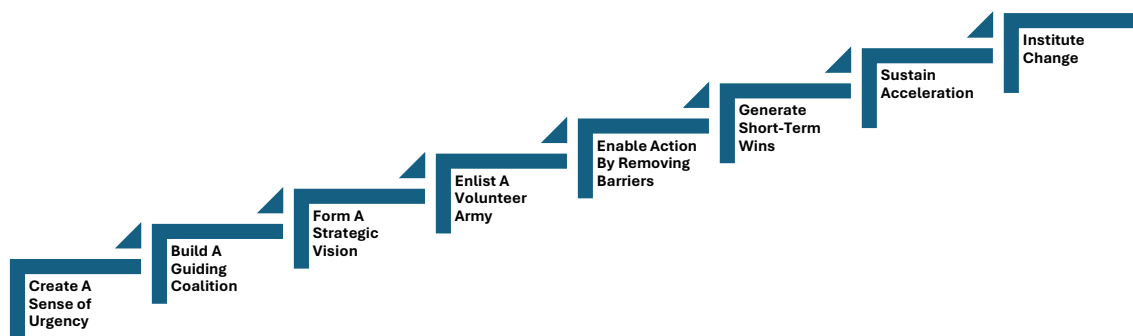 Create A
Sense of
Urgency
Build A
Guiding
Coalition
Form A
Strategic
Vision
Enlist A
Volunteer
Army
Enable Action
By Removing
Barriers
Generate
Short-Term
Wins
Sustain
Acceleration
Institute
Change